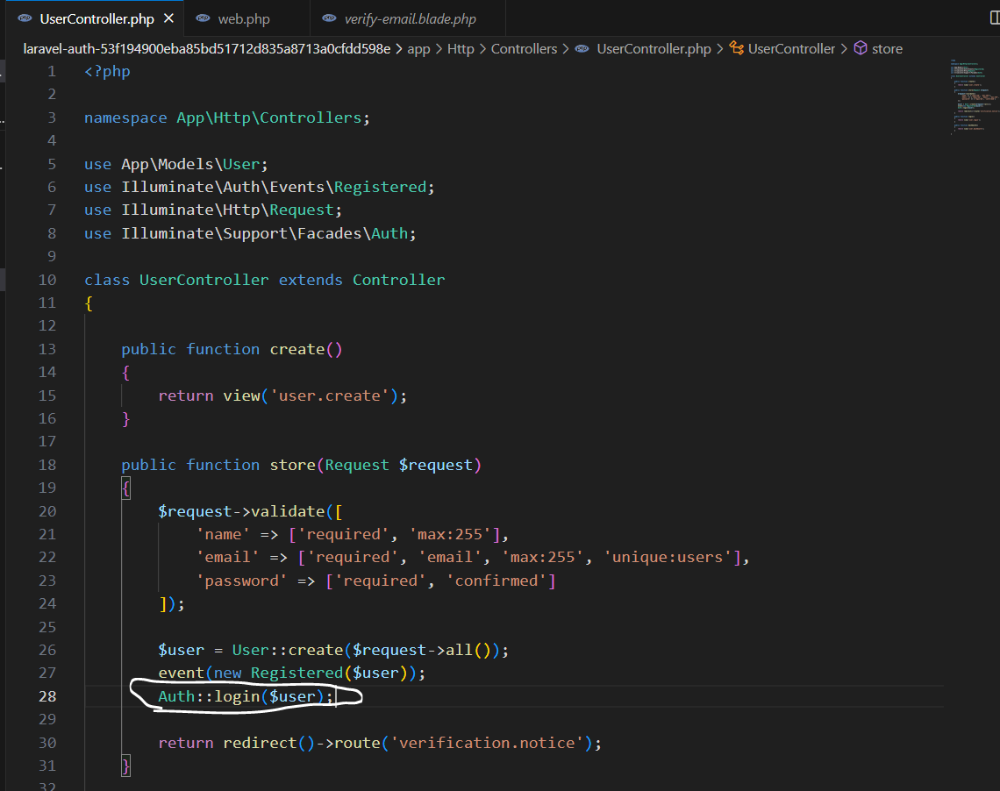 UserController.php
web.php
verify-email.blade.php
laravel-auth-53f194900eba85bd51712d835a8713a0cfdd598e > app > Http > Controllers > UserController.php > UserController > store
1 <?php
2
3 namespace App\Http\Controllers;
4
5 use App\Models\User;
6 use Illuminate\Auth\Events\Registered;
7 use Illuminate\Http\Request;
8 use Illuminate\Support\Facades\Auth;
9
10 class UserController extends Controller
11 {
12
13     public function create()
14     {
15         return view('user.create');
16     }
17
18     public function store(Request $request)
19     {
20         $request->validate([
21             'name' => ['required', 'max:255'],
22             'email' => ['required', 'email', 'max:255', 'unique:users'],
23             'password' => ['required', 'confirmed']
24         ]);
25
26         $user = User::create($request->all());
27         event(new Registered($user));
28         Auth::login($user);
29
30         return redirect()->route('verification.notice');
31     }
32